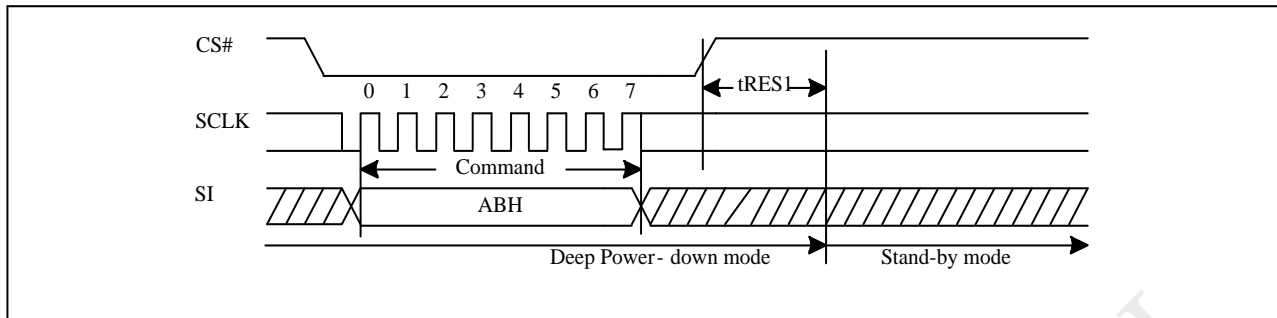 CS#
tRES1
0 1 2 3 4 5 6 7
SCLK
Command
SI
ABH
Deep Power- down mode
Stand-by mode